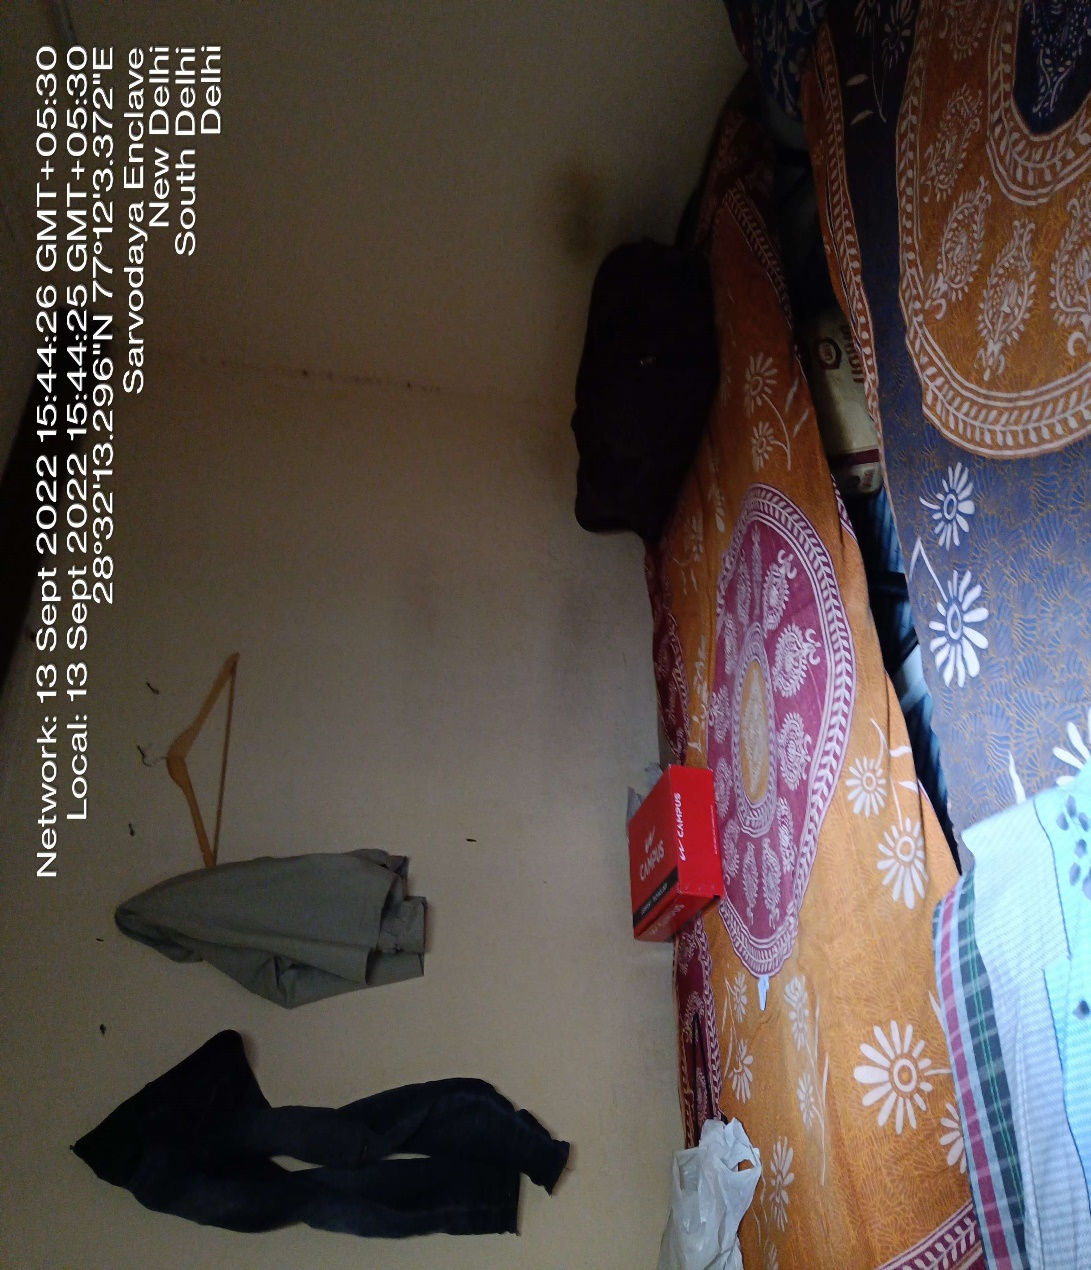 Network: 13 Sept 2022 15:44:26 GMT+05:30
Local: 13 Sept 2022 15:44:25 GMT+05:30
28°32'13.296"N 77°12'3.372"E
Sarvodaya Enclave
New Delhi
South Delhi
Delhi
CAMPUS
CAMPUS